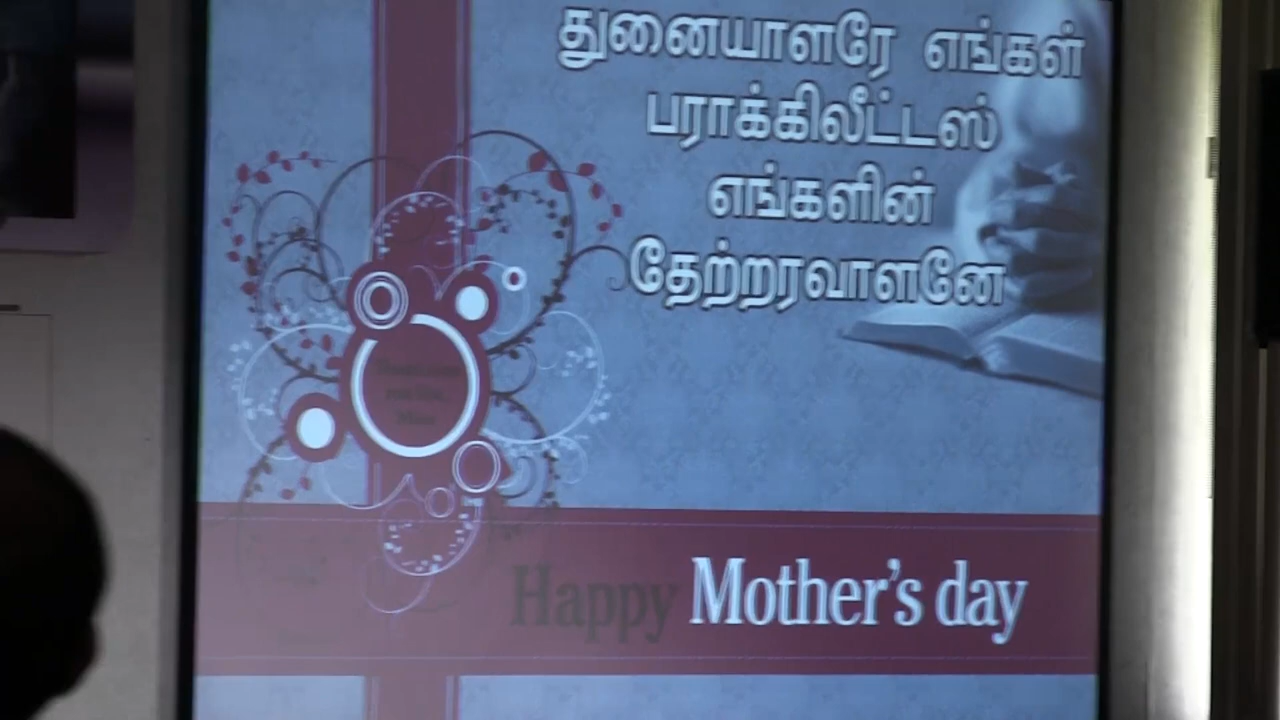 துனையாளரே எங்கள்
பராக்கிலீட்டஸ்
எங்களின்
தேற்றரவாளனே
Happy Mother's day